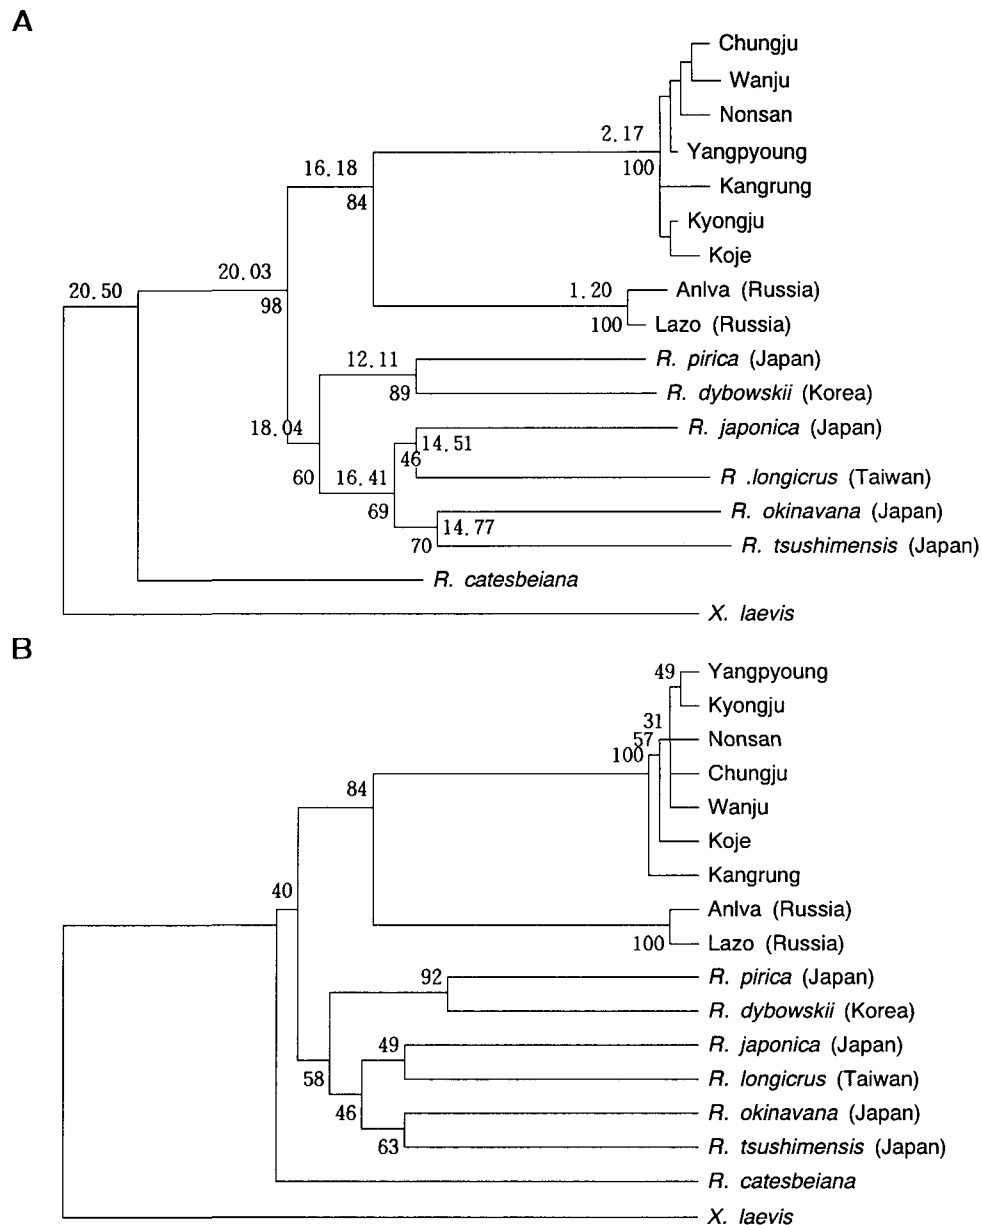 A
Chungju
Wanju
2.17
Nonsan
16.18
Yangpyoung
100
84
Kangrung
Kyongju
20.03
Koje
20.50
1.20
Anlva (Russia)
98
100
Lazo (Russia)
12.11
R. pirica (Japan)
89
R. dybowskii (Korea)
18.04
R. japonica (Japan)
14.51
46
60
16.41
R .longicrus (Taiwan)
69
R. okinavana (Japan)
14.77
70
R. tsushimensis (Japan)
R. catesbeiana
X. laevis
B
49
Yangpyoung
Kyongju
31
57
Nonsan
100
Chungju
84
Wanju
Koje
Kangrung
40
Anlva (Russia)
100
Lazo (Russia)
92
R. pirica (Japan)
R. dybowskii (Korea)
49
R. japonica (Japan)
58
R. longicrus (Taiwan)
46
R. okinavana (Japan)
63
R. tsushimensis (Japan)
R. catesbeiana
X. laevis